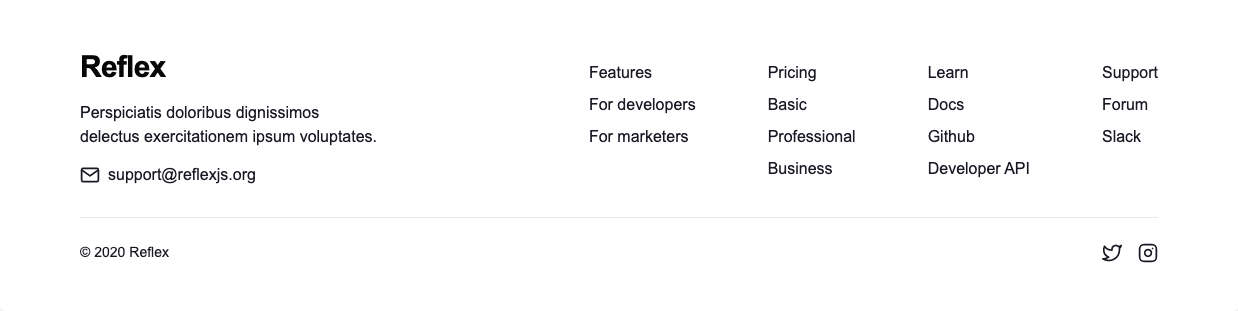 Reflex
Perspiciatis doloribus dignissimos
delectus exercitationem ipsum voluptates.
support@reflexjs.org
Features
For developers
For marketers
Pricing
Basic
Professional
Business
Learn
Docs
Github
Developer API
Support
Forum
Slack
© 2020 Reflex